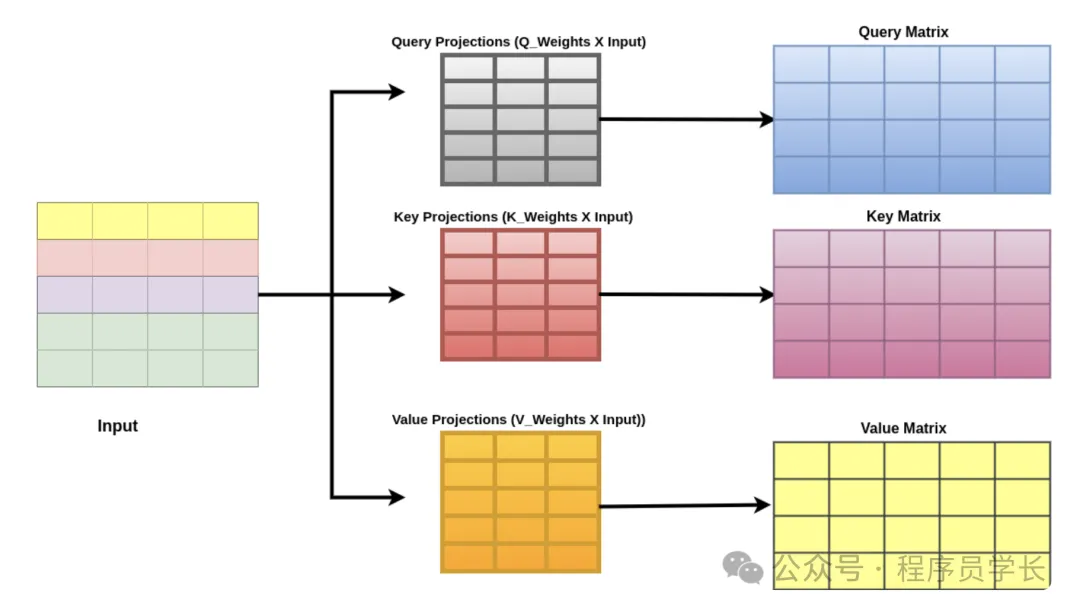 Query Projections (Q_Weights X Input)
Query Matrix
Key Projections (K_Weights X Input)
Key Matrix
Input
Value Projections (V_Weights X Input))
Value Matrix
公众号 · 程序员学长